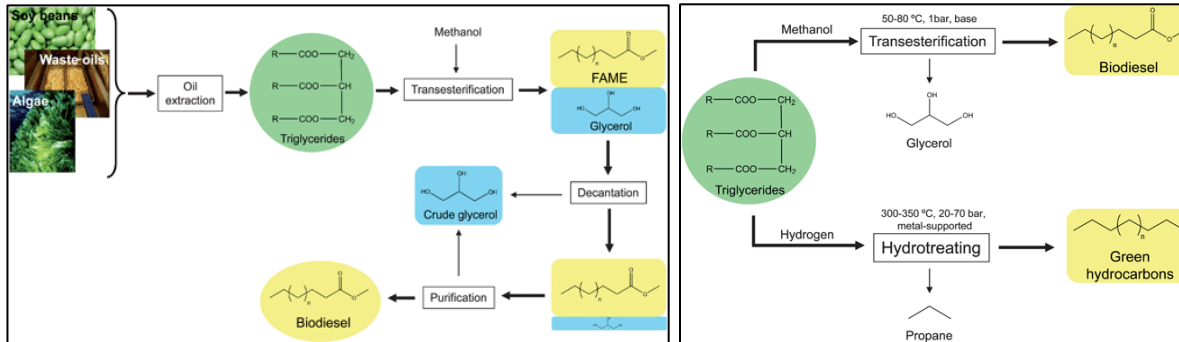 Soy beans
Waste oils
Algae
Oil
extraction
R—COO—CH₂
R—COO—CH
R—COO—CH₂
Triglycerides
Methanol
Transesterification
n
O
O
FAME
OH
HO
OH
Glycerol
Decantation
OH
HO
OH
Crude glycerol
n
O
O
Purification
n
O
O
Biodiesel
50-80 ºC, 1bar, base
Methanol
Transesterification
n
O
O
Biodiesel
OH
HO
OH
Glycerol
R—COO—CH₂
R—COO—CH
R—COO—CH₂
Triglycerides
300-350 ºC, 20-70 bar,
metal-supported
Hydrogen
Hydrotreating
n
Green
hydrocarbons
Propane